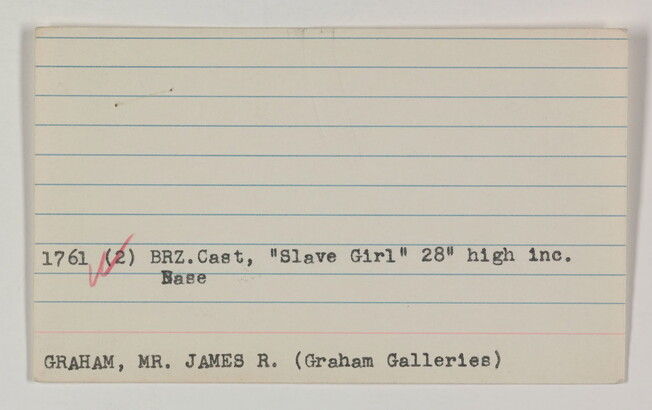 1761 (2) BRZ.Cast, "Slave Girl" 28" high inc.
Base
GRAHAM, MR. JAMES R. (Graham Galleries)